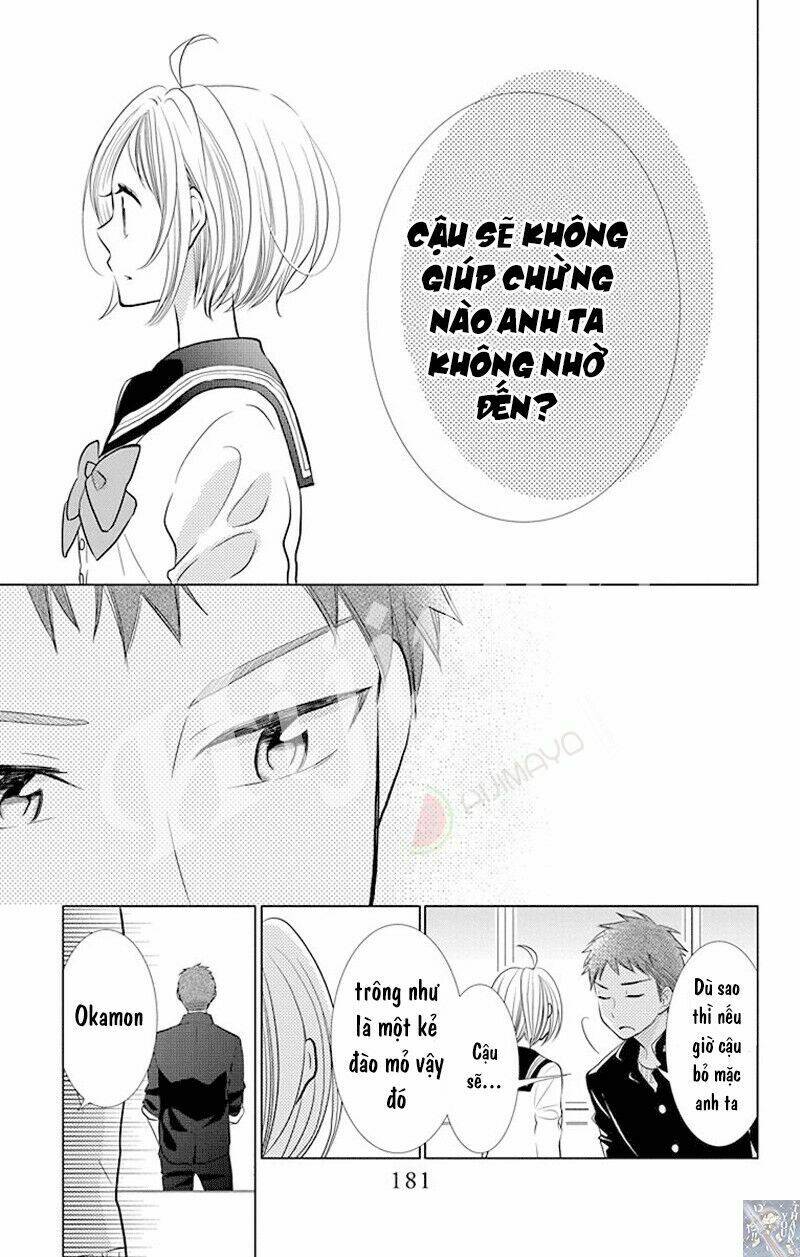 CẬU SẼ KHÔNG
GIÚP CHỪNG
NÀO ANH TA
KHÔNG NHỜ
ĐẾN?
AIJIMAYO
Dù sao
thì nếu
giờ cậu
bỏ mặc
anh ta
Cậu
sẽ...
trông như
là một kẻ
đào mỏ vậy
đó
Okamon
181